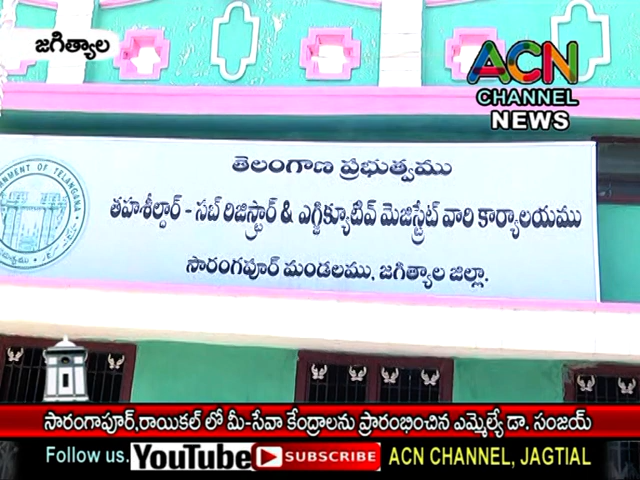 జగిత్యాల
ACN
CHANNEL
NEWS
తెలంగాణ ప్రభుత్వము
తహశీల్దార్ - సబ్ రిజిస్ట్రార్ & ఎగ్జిక్యూటివ్ మెజిస్ట్రేట్ వారి కార్యాలయము
సారంగపూర్ మండలము, జగిత్యాల జిల్లా.
సారంగాపూర్,రాయికల్ లో మీ-సేవా కేంద్రాలను ప్రారంభించిన ఎమ్మెల్యే డా. సంజయ్
Follow us. YouTube SUBSCRIBE ACN CHANNEL, JAGTIAL